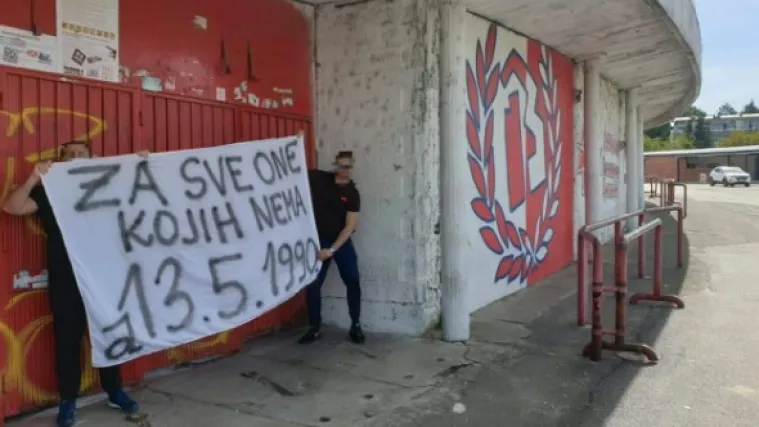 ZA SVE ONE
KOJIH NEMA
a 13.5.1990.